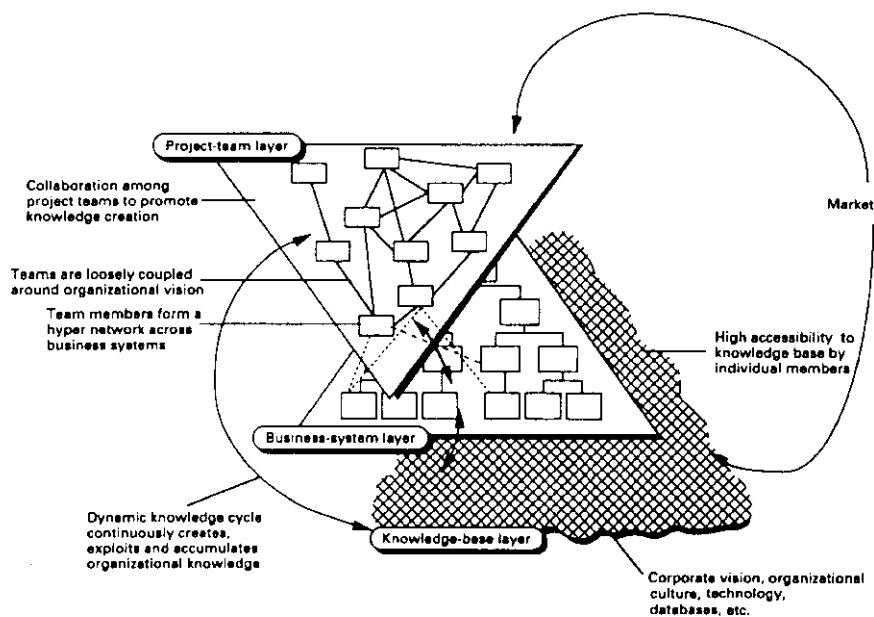 Project-team layer
Collaboration among
project teams to promote
knowledge creation
Market
Teams are loosely coupled
around organizational vision
Team members form a
hyper network across
business systems
High accessibility to
knowledge base by
individual members
Business-system layer
Dynamic knowledge cycle
continuously creates,
exploits and accumulates
organizational knowledge
Knowledge-base layer
Corporate vision, organizational
culture, technology,
databases, etc.